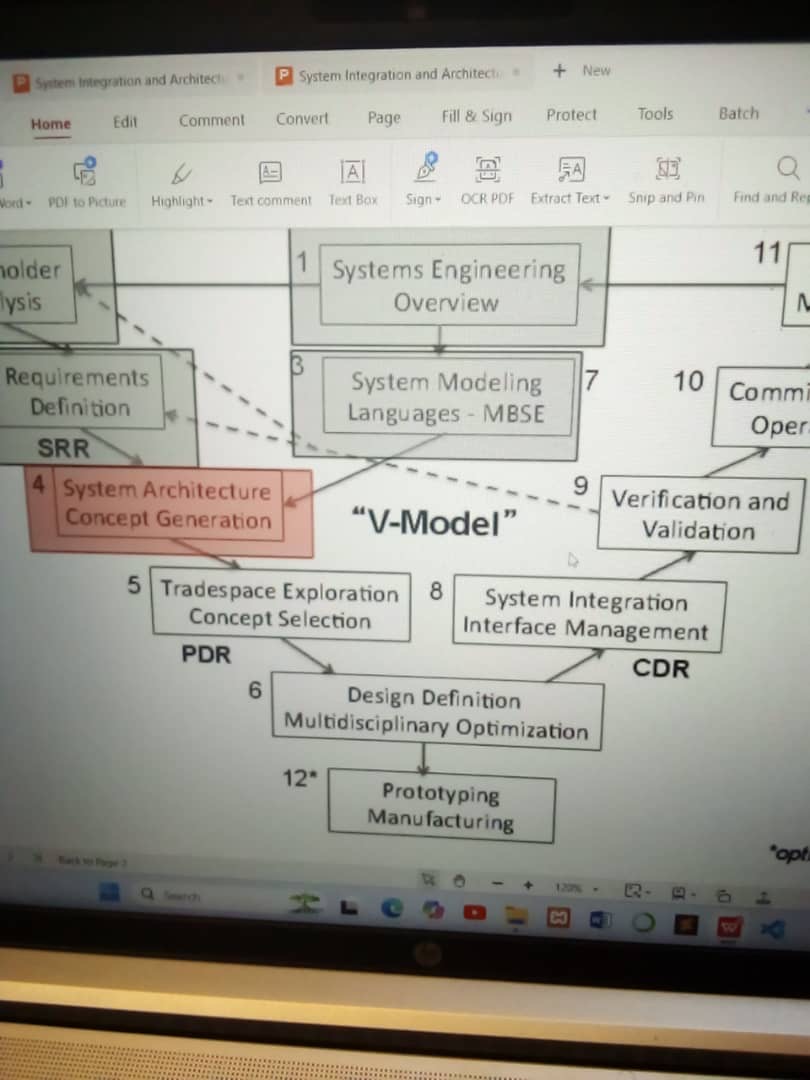 System Integration and Architect
System Integration and Architect
New
Home
Edit
Comment
Convert
Page
Fill & Sign
Protect
Tools
Batch
Word
PDF to Picture
Highlight
Text comment
Text Box
Sign
OCR PDF
Extract Text
Snip and Pin
Find and Rep
holder
lysis
1
Systems Engineering
Overview
11
M
Requirements
Definition
SRR
3
System Modeling
Languages - MBSE
7
10
Commi
Oper
4
System Architecture
Concept Generation
"V-Model"
9
Verification and
Validation
5
Tradespace Exploration
Concept Selection
PDR
8
System Integration
Interface Management
CDR
6
Design Definition
Multidisciplinary Optimization
12*
Prototyping
Manufacturing
*opt
Back to Page 7
120%
Search